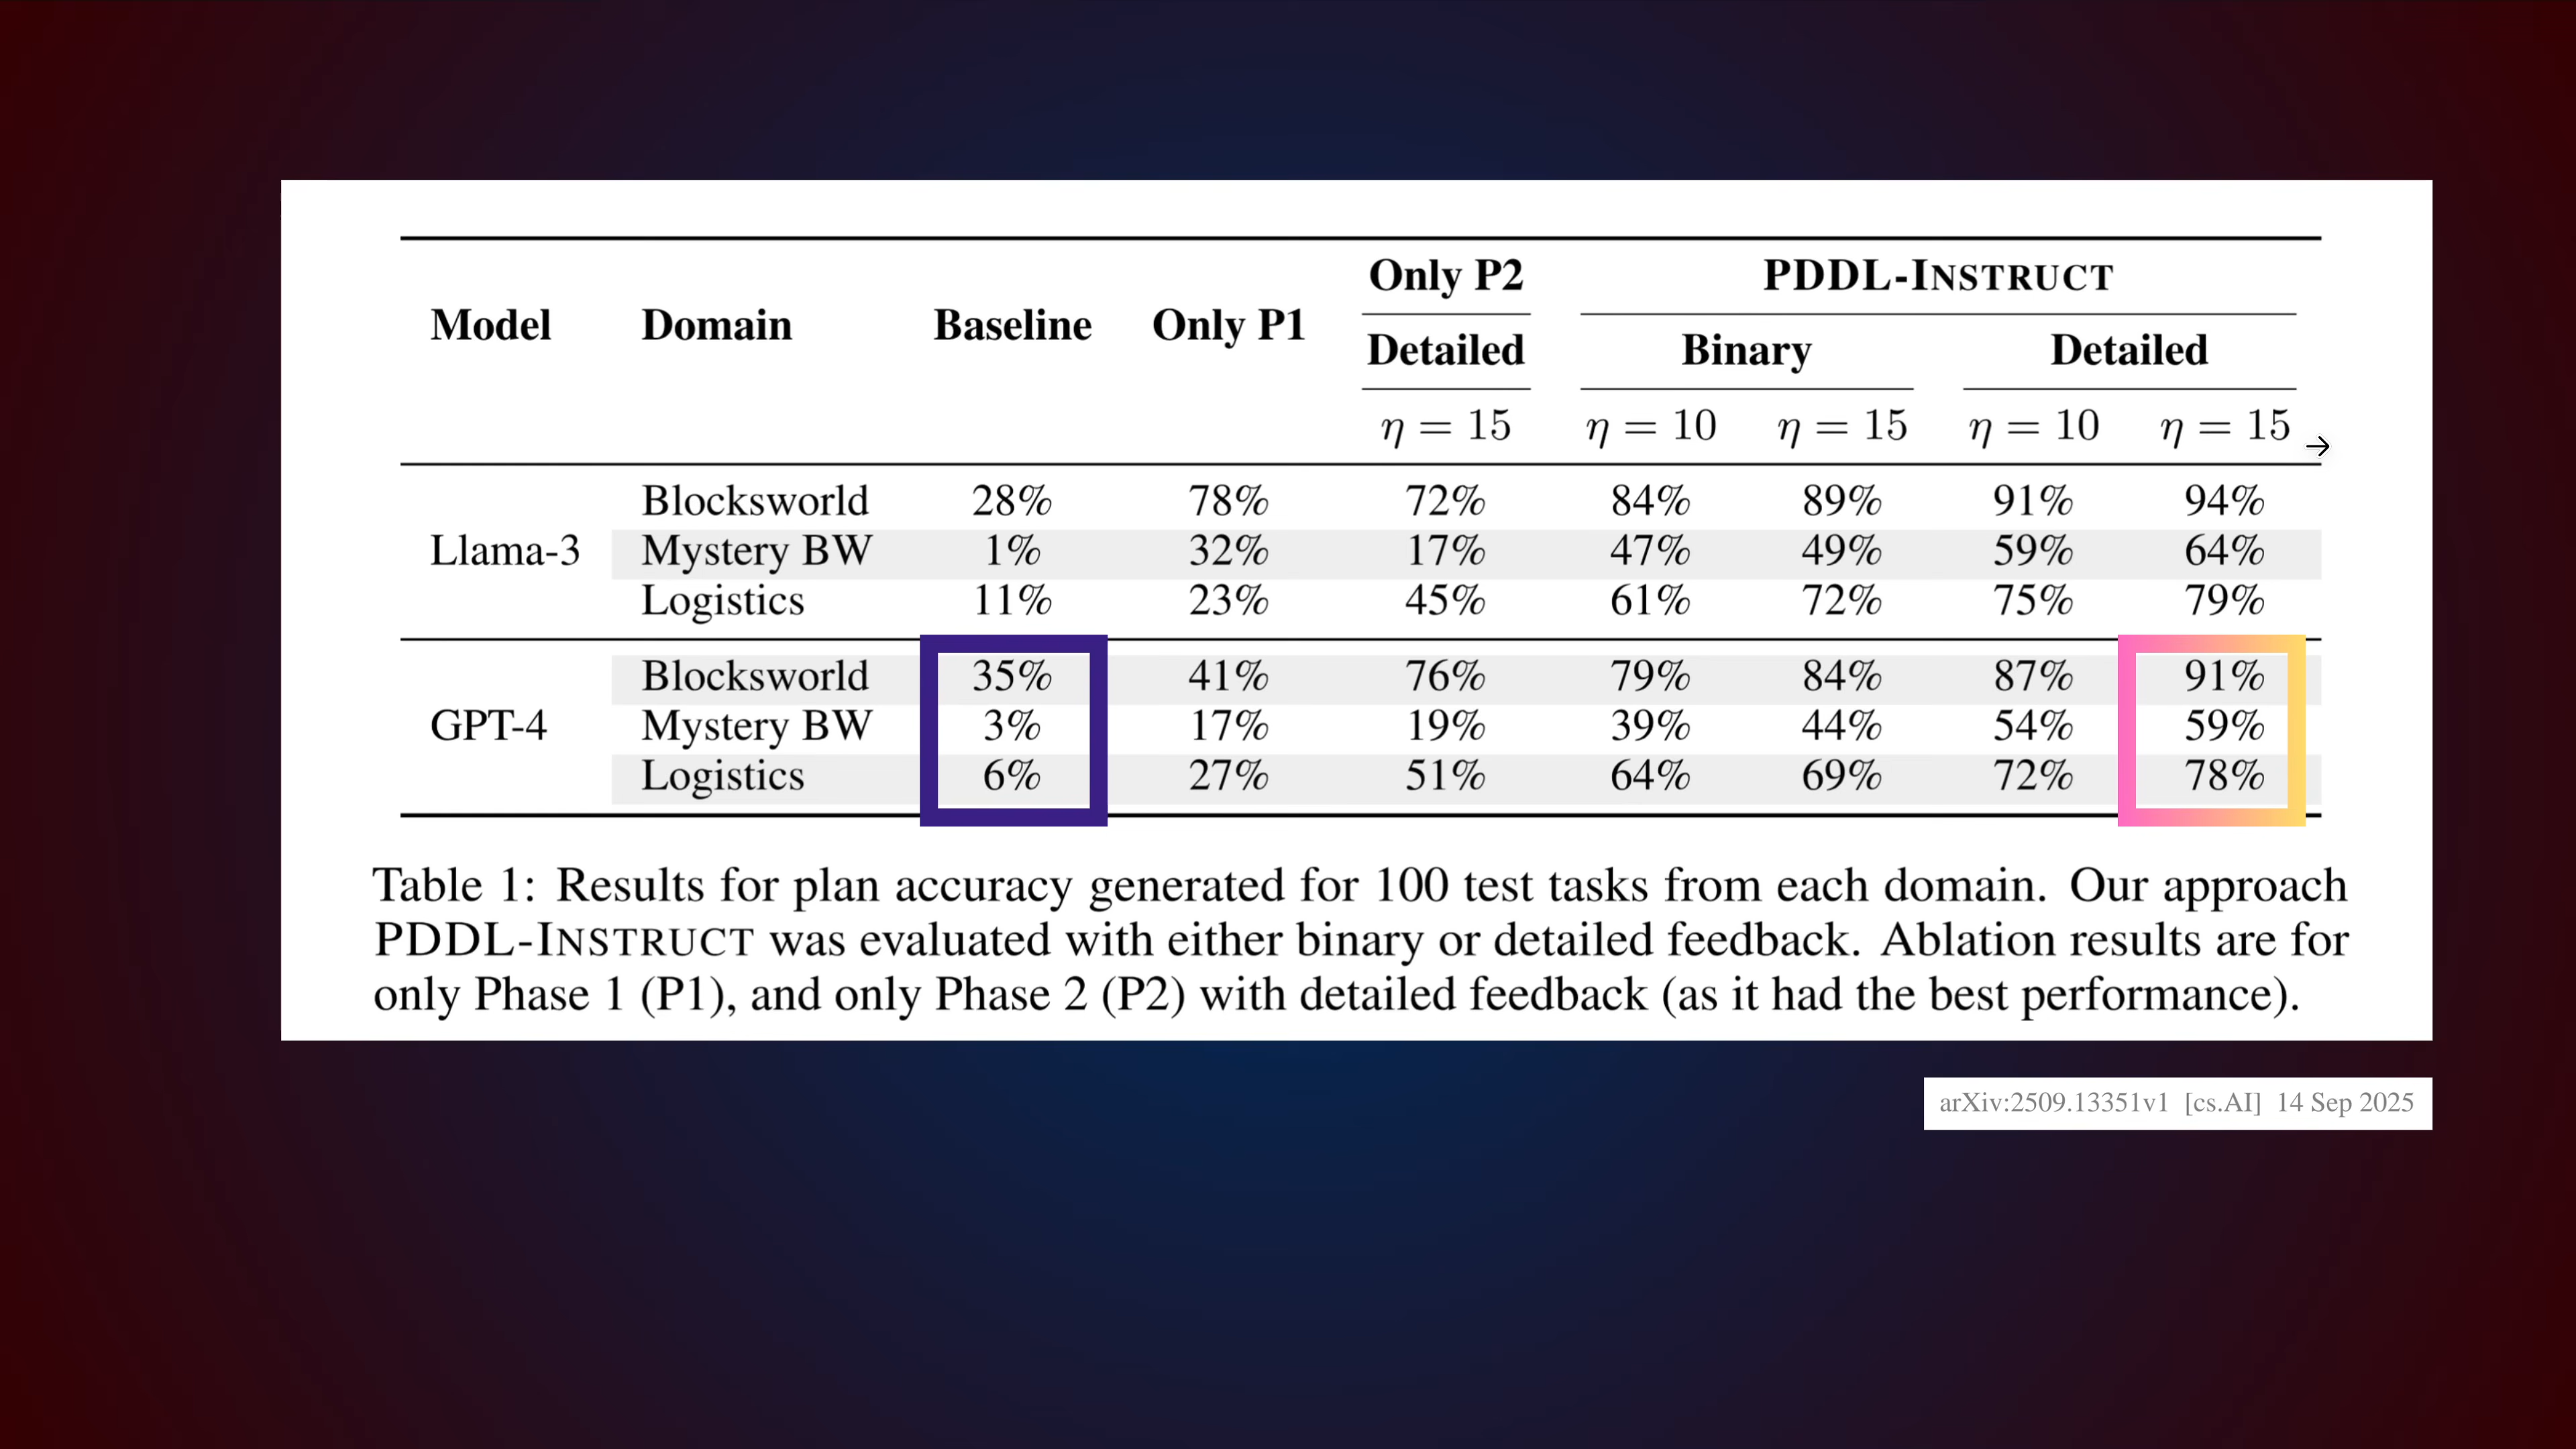 Only P2 PDDL-INSTRUCT
Model Domain Baseline Only P1
Detailed Binary Detailed
η = 15 η = 10 η = 15 η = 10 η = 15 →
Blocksworld 28% 78% 72% 84% 89% 91% 94%
Llama-3 Mystery BW 1% 32% 17% 47% 49% 59% 64%
Logistics 11% 23% 45% 61% 72% 75% 79%
Blocksworld 35% 41% 76% 79% 84% 87% 91%
GPT-4 Mystery BW 3% 17% 19% 39% 44% 54% 59%
Logistics 6% 27% 51% 64% 69% 72% 78%
Table 1: Results for plan accuracy generated for 100 test tasks from each domain. Our approach
PDDL-INSTRUCT was evaluated with either binary or detailed feedback. Ablation results are for
only Phase 1 (P1), and only Phase 2 (P2) with detailed feedback (as it had the best performance).
arXiv:2509.13351v1 [cs.AI] 14 Sep 2025